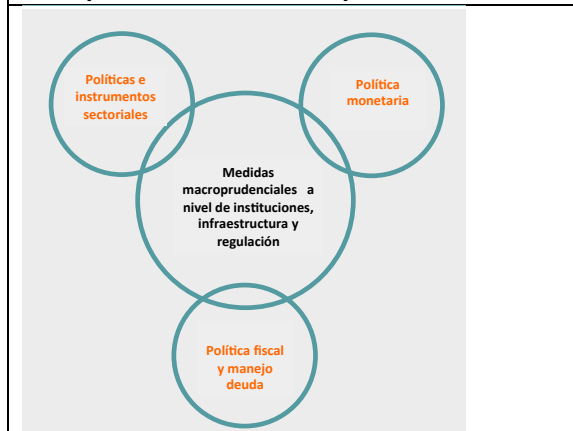 Políticas e
instrumentos
sectoriales
Política
monetaria
Medidas
macroprudenciales a
nivel de instituciones,
infraestructura y
regulación
Política fiscal
y manejo
deuda